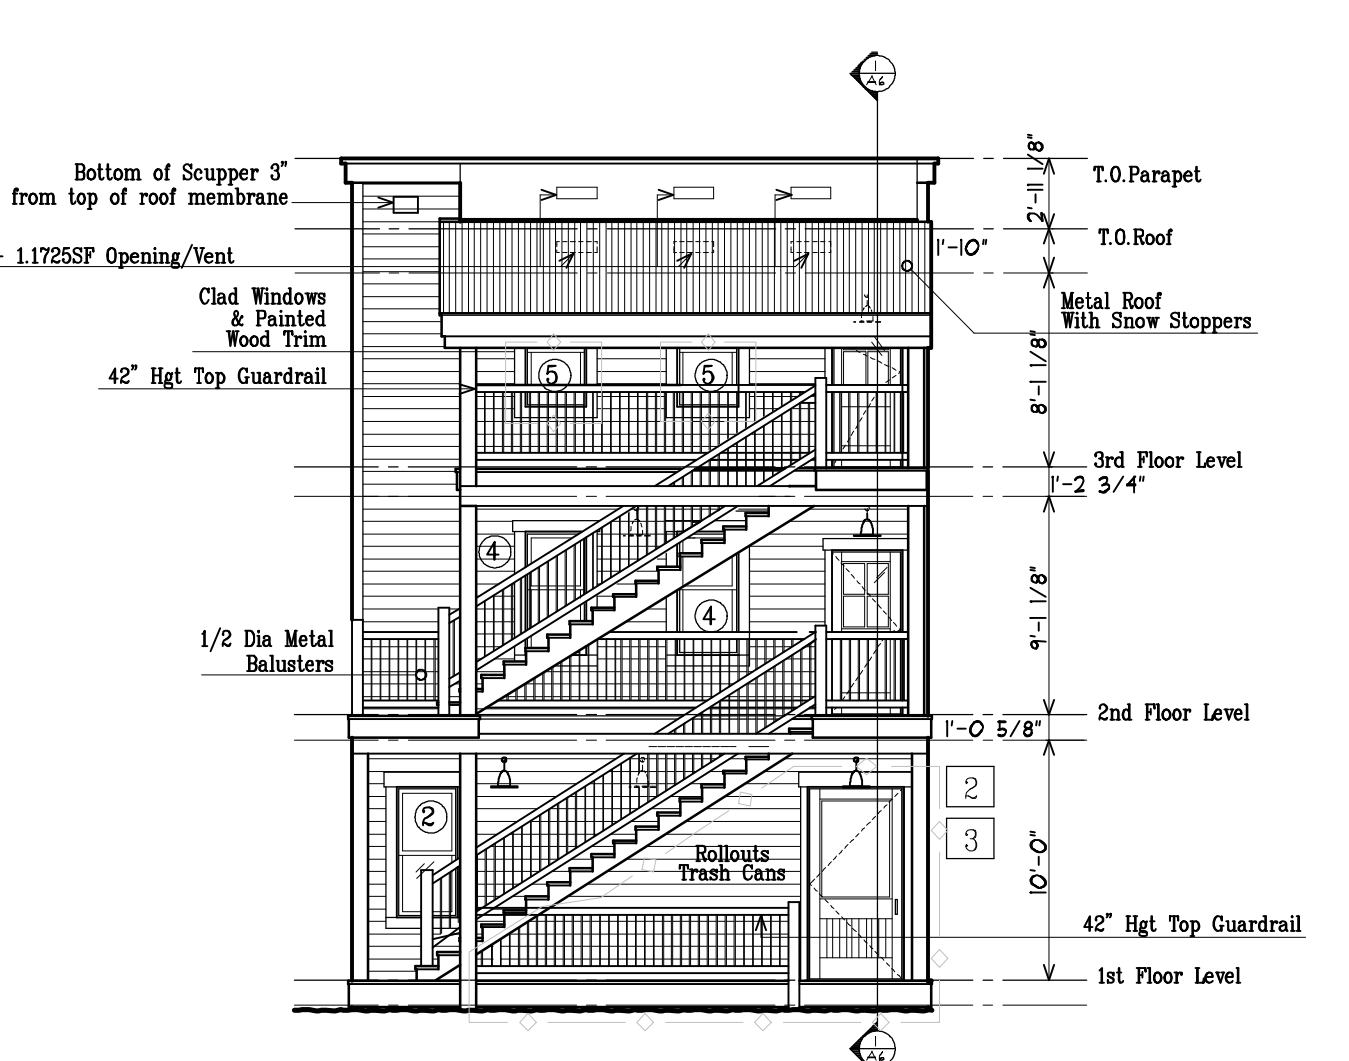 1
A6
Bottom of Scupper 3"
from top of roof membrane
2'-11 1/8"
T.O.Parapet
T.O.Roof
1'-10"
- 1.1725SF Opening/Vent
Clad Windows
& Painted
Wood Trim
Metal Roof
With Snow Stoppers
42" Hgt Top Guardrail
5
5
8'-1 1/8"
3rd Floor Level
1'-2 3/4"
4
4
9'-1 1/8"
1/2 Dia Metal
Balusters
2nd Floor Level
1'-0 5/8"
2
2
3
Rollouts
Trash Cans
10'-0"
42" Hgt Top Guardrail
1st Floor Level
1
A6